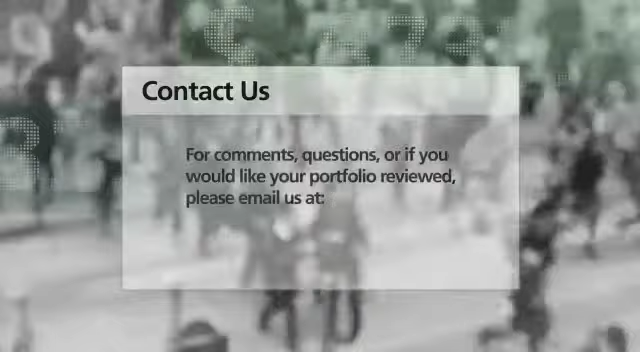 Contact Us
For comments, questions, or if you
would like your portfolio reviewed,
please email us at: